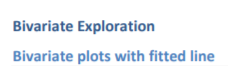 Bivariate Exploration
Bivariate plots with fitted line